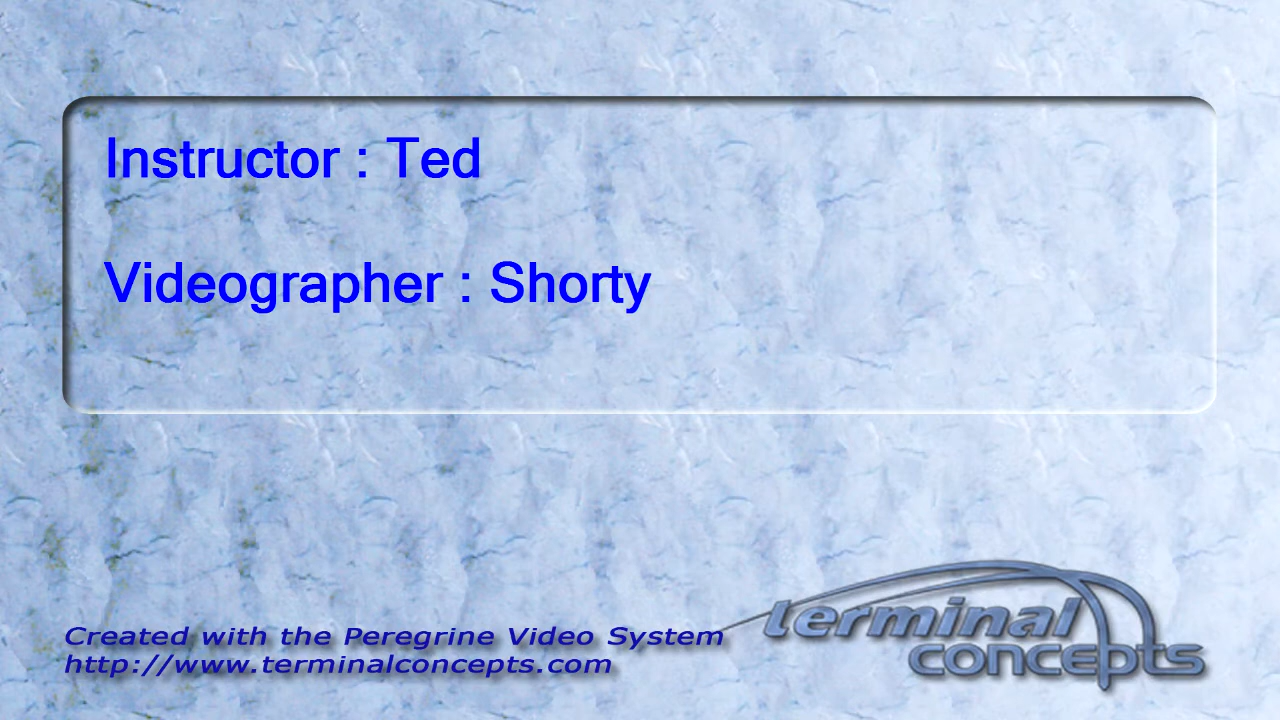 Instructor : Ted
Videographer : Shorty
Created with the Peregrine Video System
http://www.terminalconcepts.com
terminal
concepts